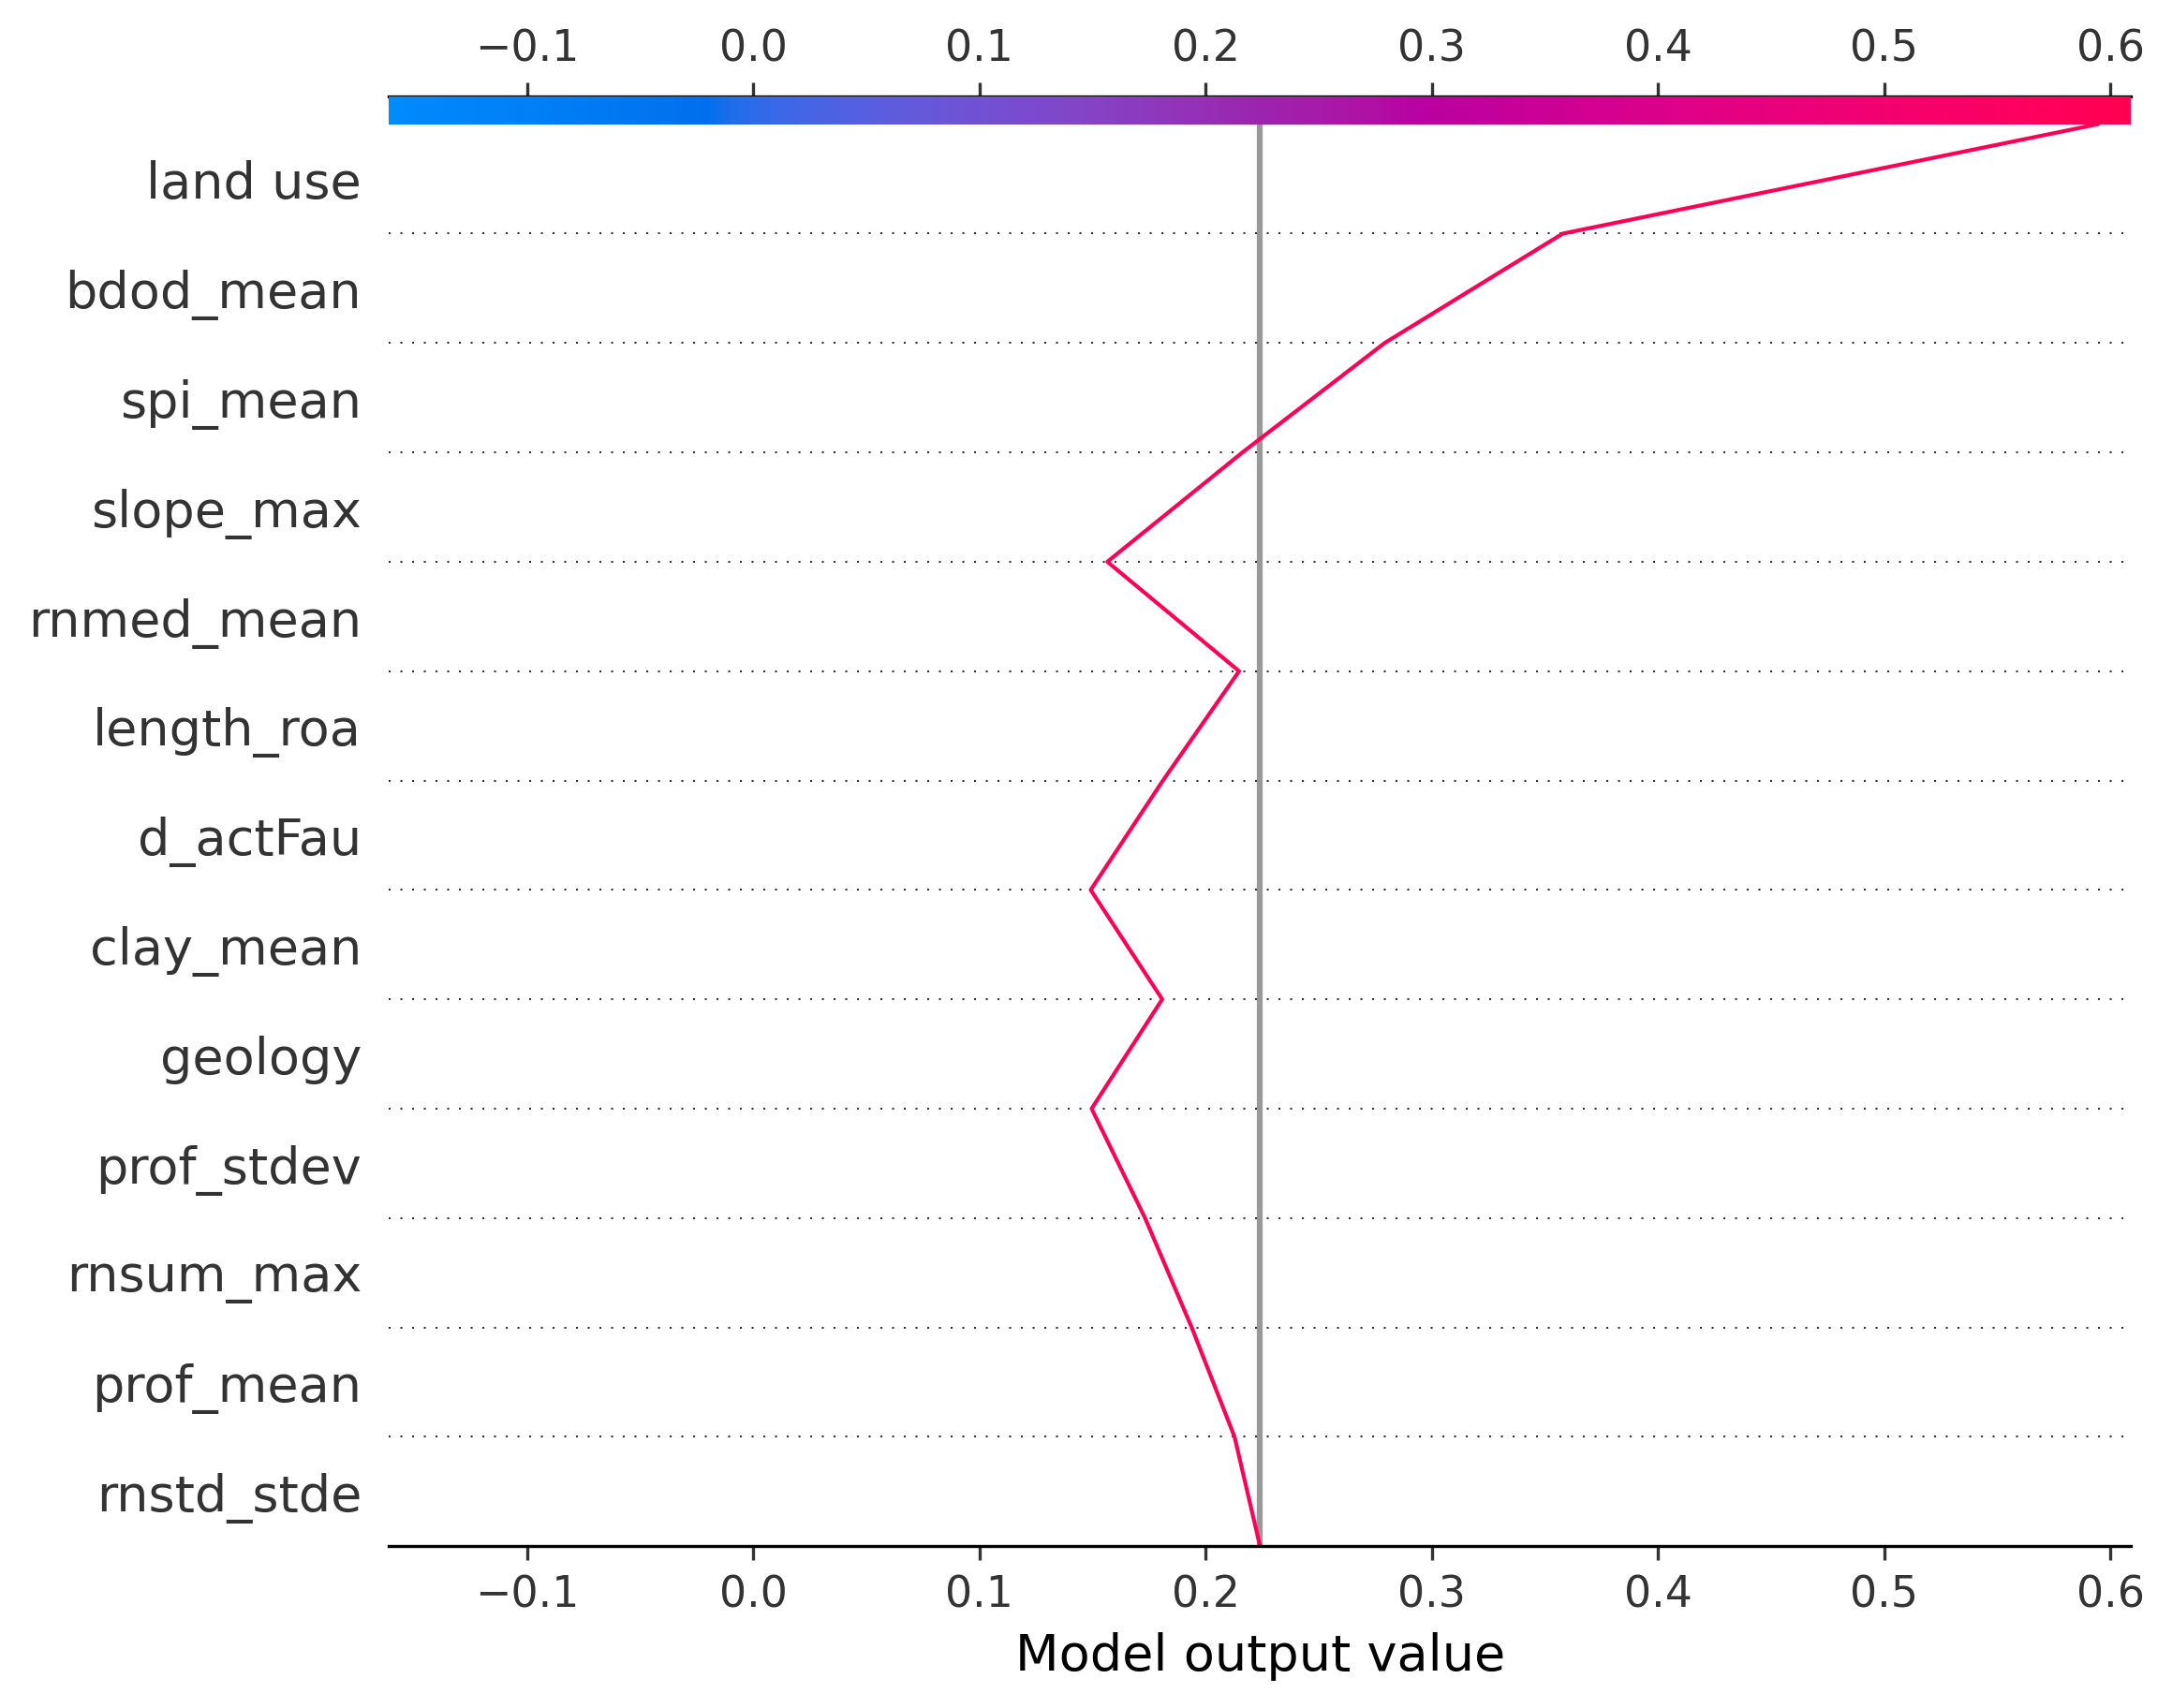 −0.1 0.0 0.1 0.2 0.3 0.4 0.5 0.6
land use
bdod_mean
spi_mean
slope_max
rnmed_mean
length_roa
d_actFau
clay_mean
geology
prof_stdev
rnsum_max
prof_mean
rnstd_stde
−0.1 0.0 0.1 0.2 0.3 0.4 0.5 0.6
Model output value